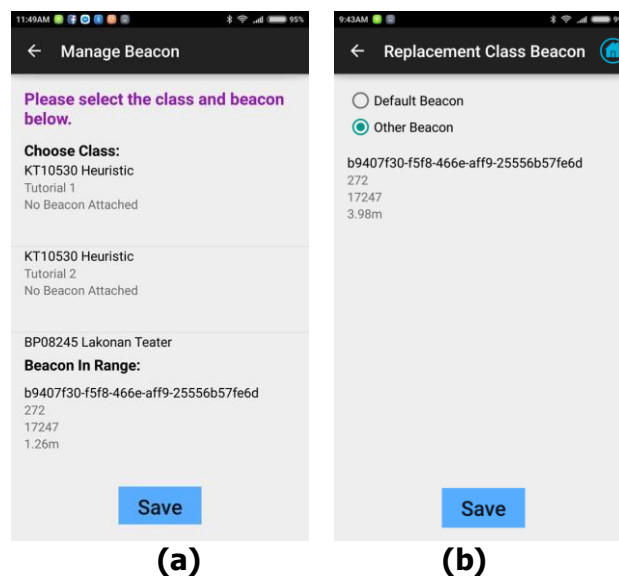 11:49AM 95%
Manage Beacon
Please select the class and beacon
below.
Choose Class:
KT10530 Heuristic
Tutorial 1
No Beacon Attached
KT10530 Heuristic
Tutorial 2
No Beacon Attached
BP08245 Lakonan Teater
Beacon In Range:
b9407f30-f5f8-466e-aff9-25556b57fe6d
272
17247
1.26m
Save
(a)
9:43AM
Replacement Class Beacon
Default Beacon
Other Beacon
b9407f30-f5f8-466e-aff9-25556b57fe6d
272
17247
3.98m
Save
(b)